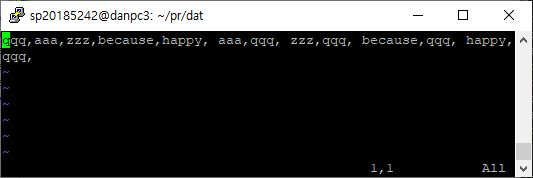 sp20185242@danpc3: ~/pr/dat
qqq,aaa,zzz,because,happy, aaa,qqq, zzz,qqq, because,qqq, happy,
qqq,
~
~
~
~
~
~
1,1 All